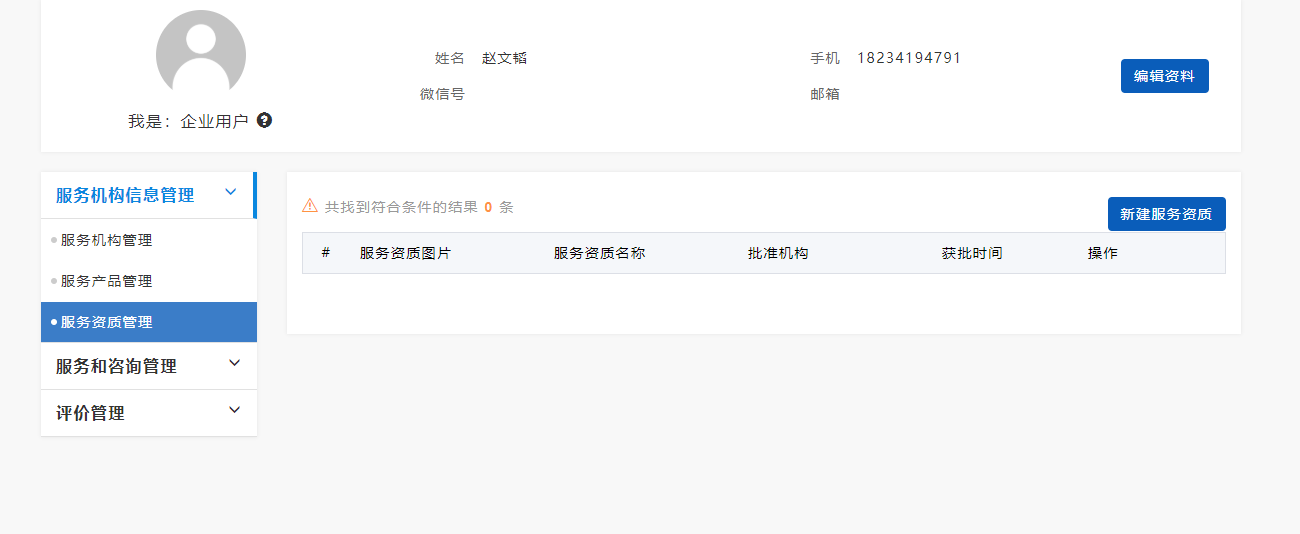 姓名 赵文韬 手机 18234194791
编辑资料
微信号 邮箱
我是：企业用户
服务机构信息管理
服务机构管理
服务产品管理
服务资质管理
服务和咨询管理
评价管理
共找到符合条件的结果 0 条
新建服务资质
# 服务资质图片 服务资质名称 批准机构 获批时间 操作